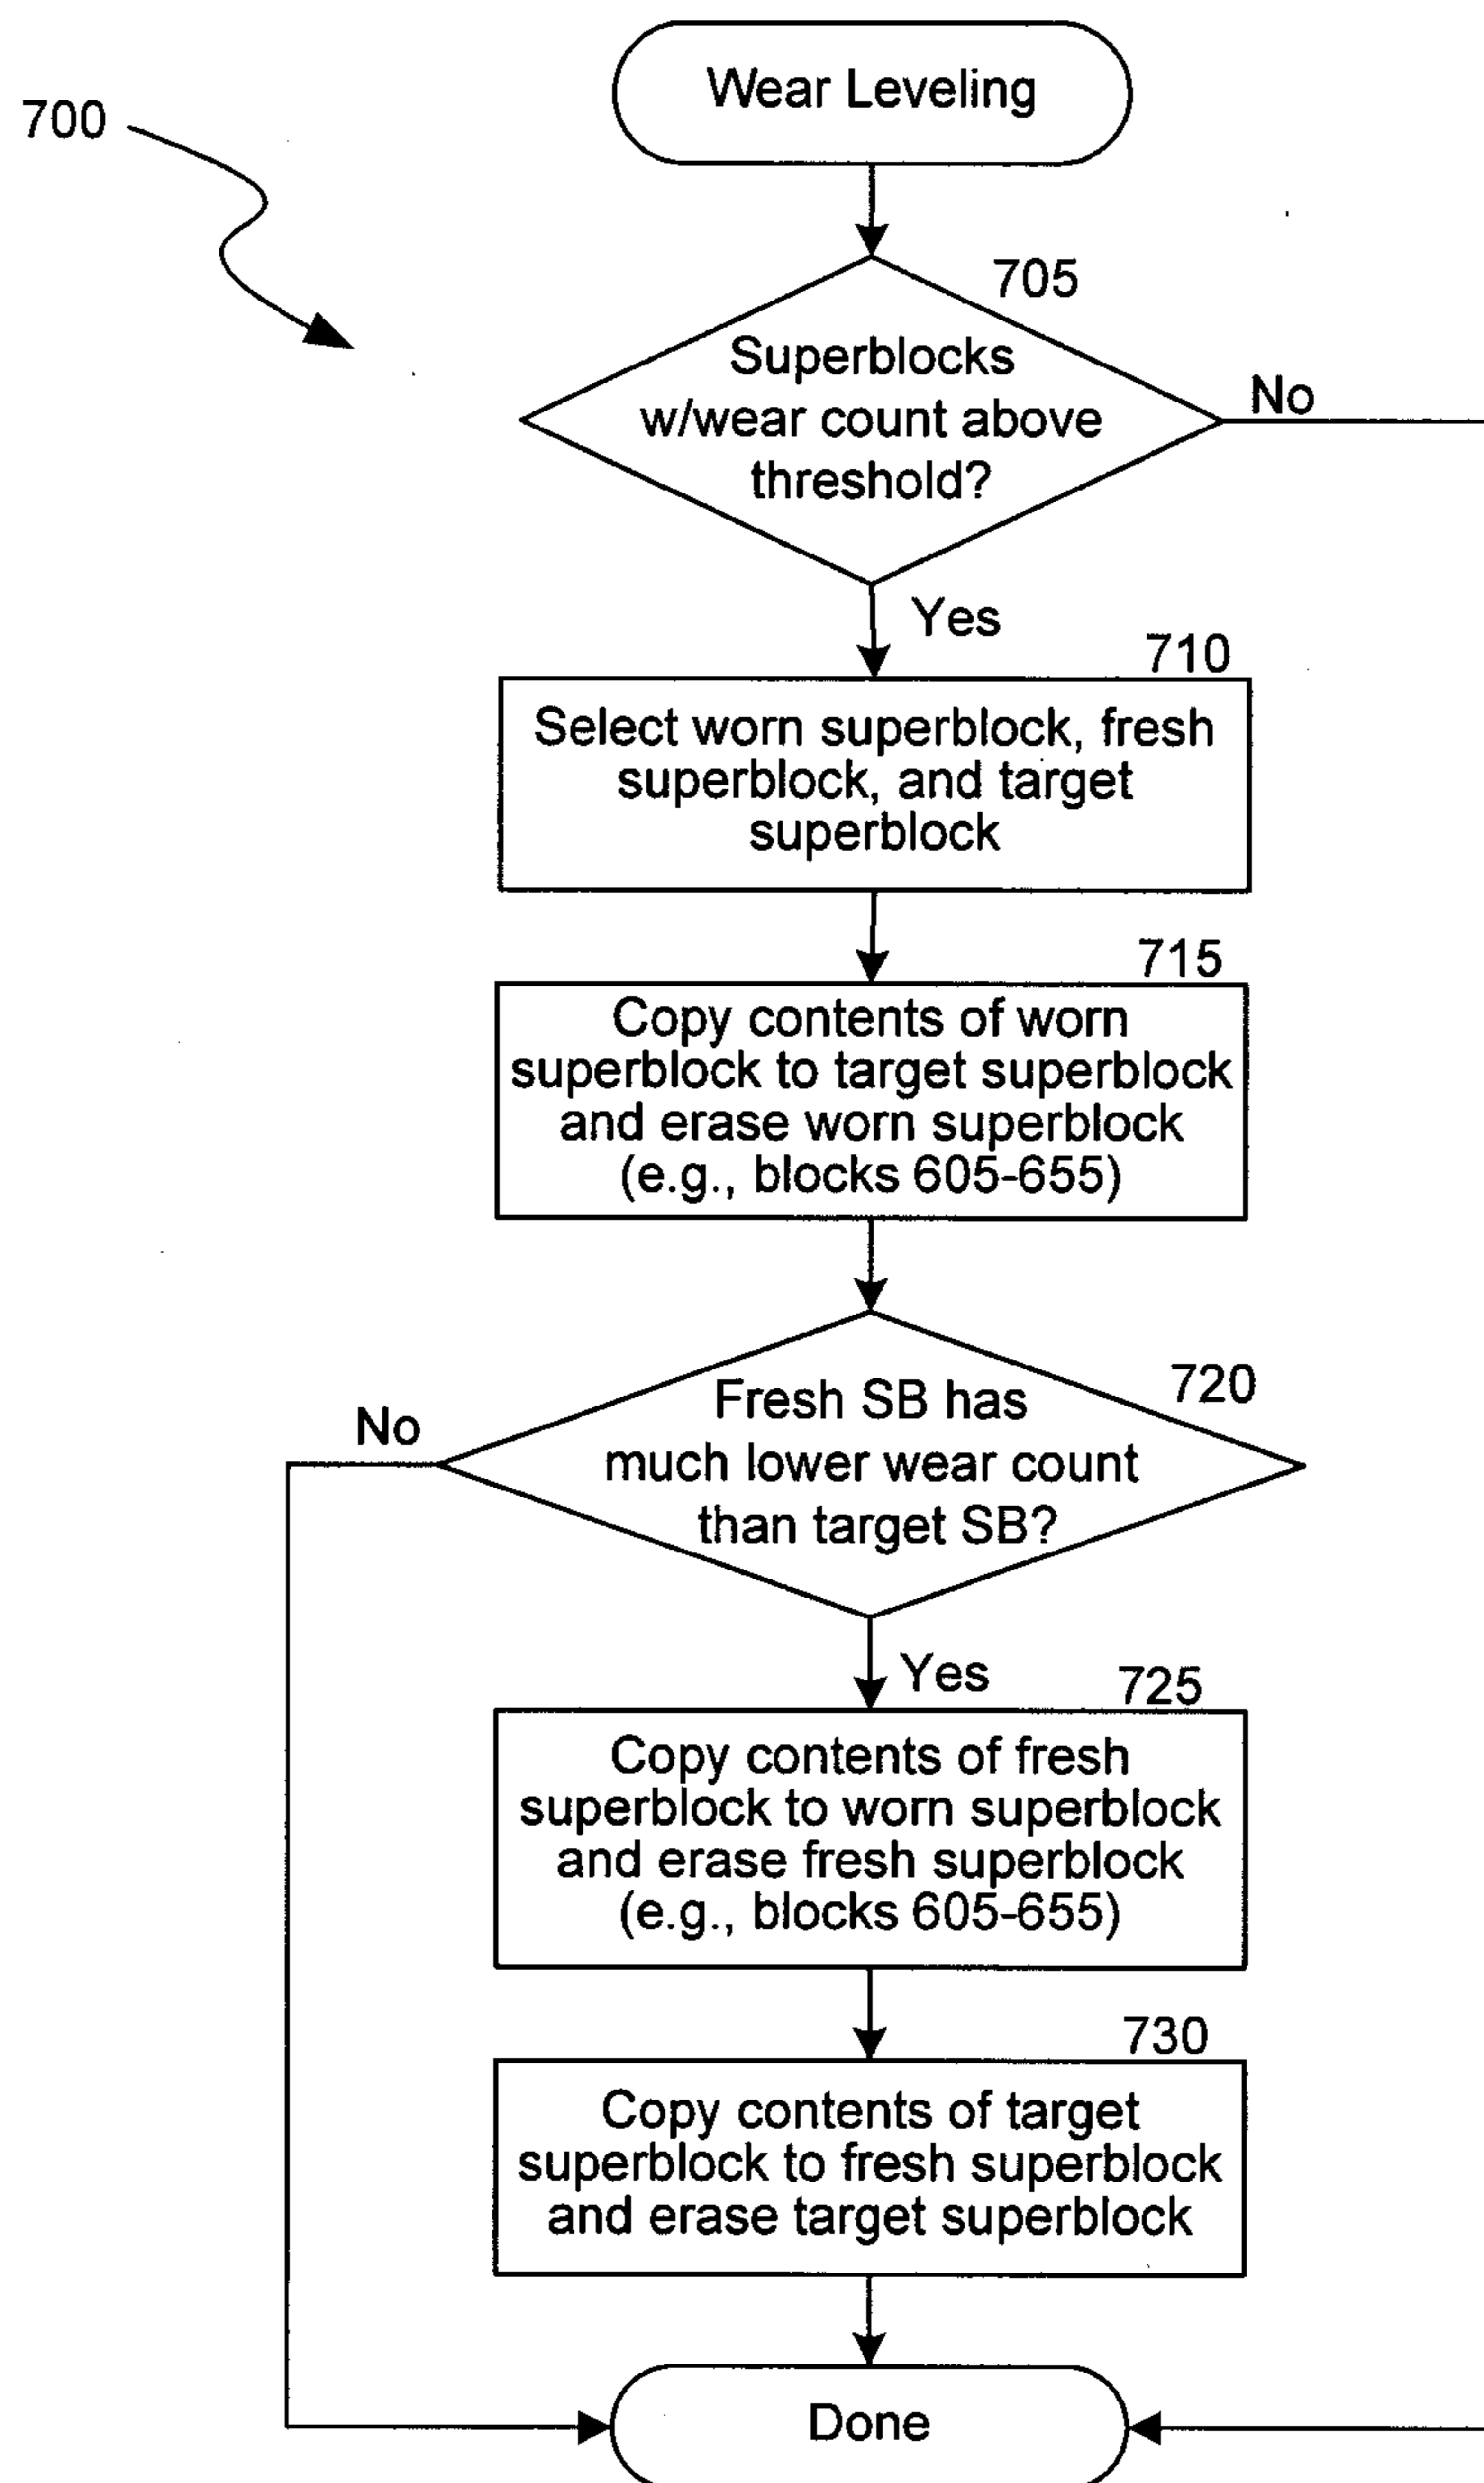 Wear Leveling
700
705
Superblocks
w/wear count above
threshold?
No
Yes
710
Select worn superblock, fresh
superblock, and target
superblock
715
Copy contents of worn
superblock to target superblock
and erase worn superblock
(e.g., blocks 605-655)
720
Fresh SB has
much lower wear count
than target SB?
No
Yes
725
Copy contents of fresh
superblock to worn superblock
and erase fresh superblock
(e.g., blocks 605-655)
730
Copy contents of target
superblock to fresh superblock
and erase target superblock
Done